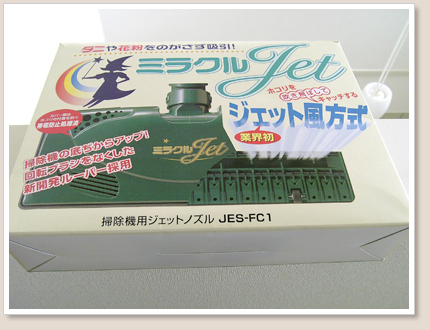 ダニや花粉をのがさず吸引!
ミラクルJet
ホコリを
吹き飛ばして
キャッチする
ジェット風方式
業界初
掃除機の底ぢからアップ!
回転ブラシをなくした
新開発ルーバー採用
ミラクルJet
掃除機用ジェットノズル JES-FC1